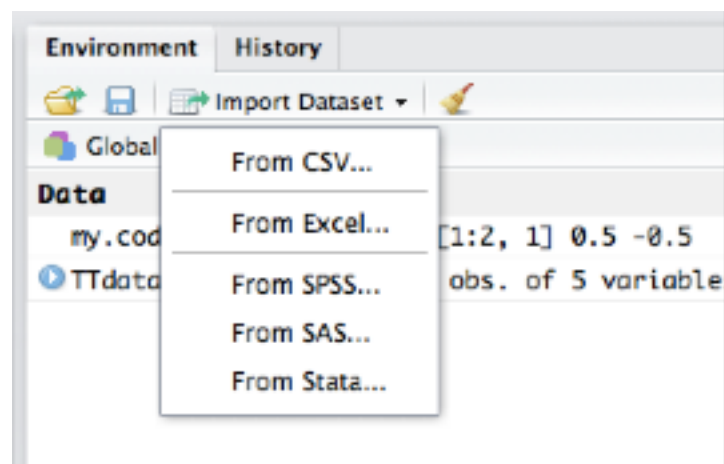 Environment History
Import Dataset
Global
From CSV...
Data
From Excel...
my.cod [1:2, 1] 0.5 -0.5
From SPSS...
TTdata obs. of 5 variable
From SAS...
From Stata...